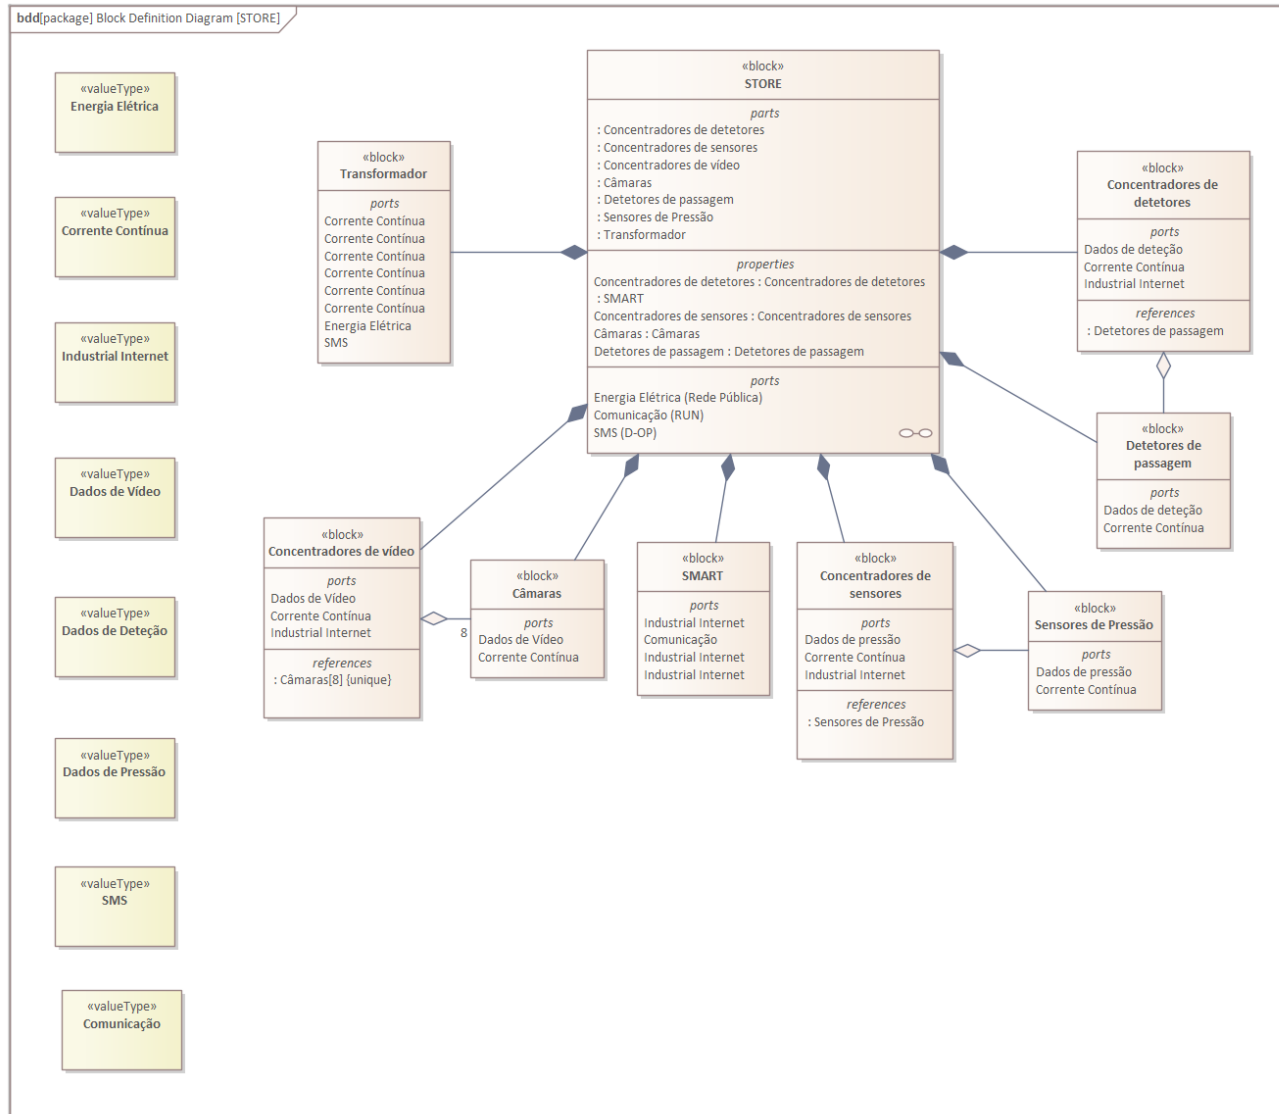 bdd[package] Block Definition Diagram [STORE]
«valueType»
Energia Elétrica
«valueType»
Corrente Contínua
«valueType»
Industrial Internet
«valueType»
Dados de Vídeo
«valueType»
Dados de Deteção
«valueType»
Dados de Pressão
«valueType»
SMS
«valueType»
Comunicação
«block»
Transformador
ports
Corrente Contínua
Corrente Contínua
Corrente Contínua
Corrente Contínua
Corrente Contínua
Corrente Contínua
Energia Elétrica
SMS
«block»
STORE
parts
: Concentradores de detetores
: Concentradores de sensores
: Concentradores de vídeo
: Câmaras
: Detetores de passagem
: Sensores de Pressão
: Transformador
properties
Concentradores de detetores : Concentradores de detetores
: SMART
Concentradores de sensores : Concentradores de sensores
Câmaras : Câmaras
Detetores de passagem : Detetores de passagem
ports
Energia Elétrica (Rede Pública)
Comunicação (RUN)
SMS (D-OP)
«block»
Concentradores de
detetores
ports
Dados de deteção
Corrente Contínua
Industrial Internet
references
: Detetores de passagem
«block»
Detetores de
passagem
ports
Dados de deteção
Corrente Contínua
«block»
Concentradores de vídeo
ports
Dados de Vídeo
Corrente Contínua
Industrial Internet
references
: Câmaras[8] {unique}
8
«block»
Câmaras
ports
Dados de Vídeo
Corrente Contínua
«block»
SMART
ports
Industrial Internet
Comunicação
Industrial Internet
Industrial Internet
«block»
Concentradores de
sensores
ports
Dados de pressão
Corrente Contínua
Industrial Internet
references
: Sensores de Pressão
«block»
Sensores de Pressão
ports
Dados de pressão
Corrente Contínua